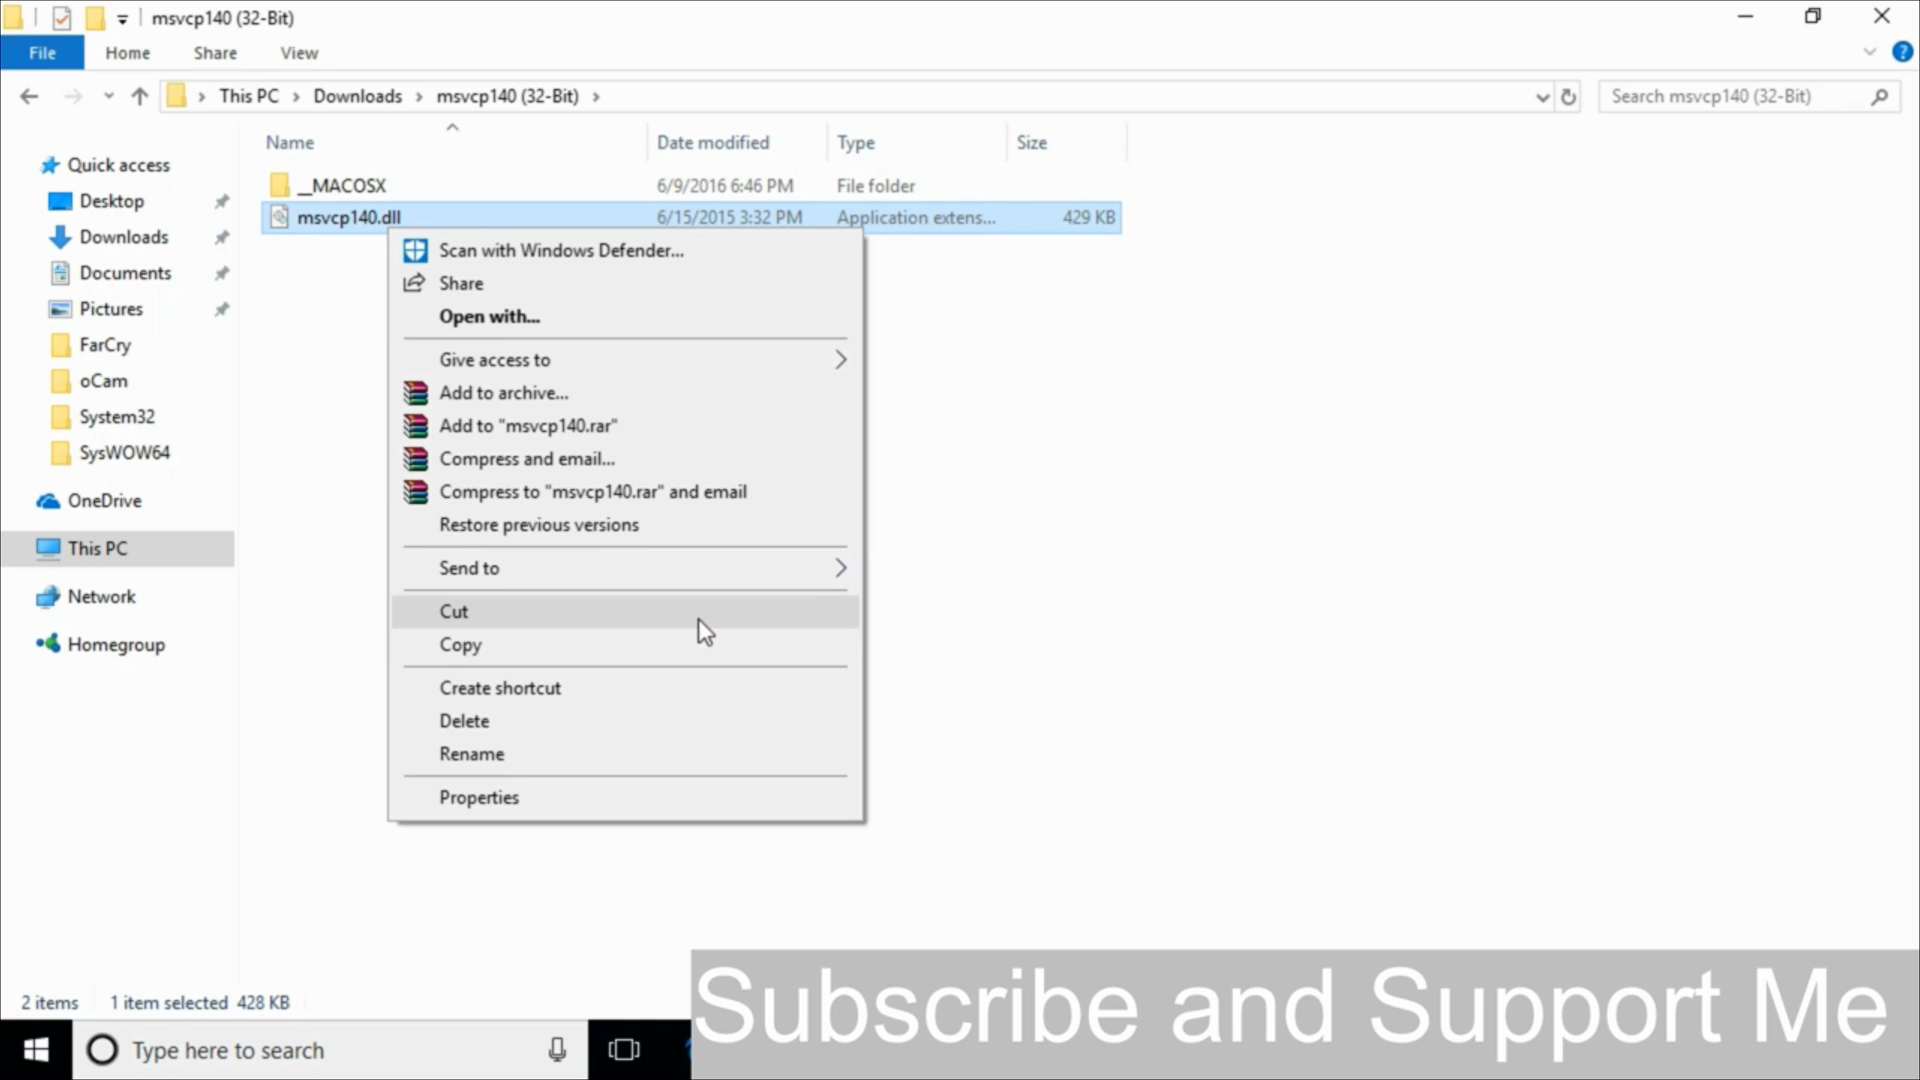 msvcp140 (32-Bit)
File Home Share View
This PC Downloads msvcp140 (32-Bit)
Search msvcp140 (32-Bit)
Name Date modified Type Size
__MACOSX 6/9/2016 6:46 PM File folder
msvcp140.dll 6/15/2015 3:32 PM Application extens... 429 KB
Quick access
Desktop
Downloads
Documents
Pictures
FarCry
oCam
System32
SysWOW64
OneDrive
This PC
Network
Homegroup
Scan with Windows Defender...
Share
Open with...
Give access to
Add to archive...
Add to "msvcp140.rar"
Compress and email...
Compress to "msvcp140.rar" and email
Restore previous versions
Send to
Cut
Copy
Create shortcut
Delete
Rename
Properties
2 items 1 item selected 428 KB
Subscribe and Support Me
Type here to search